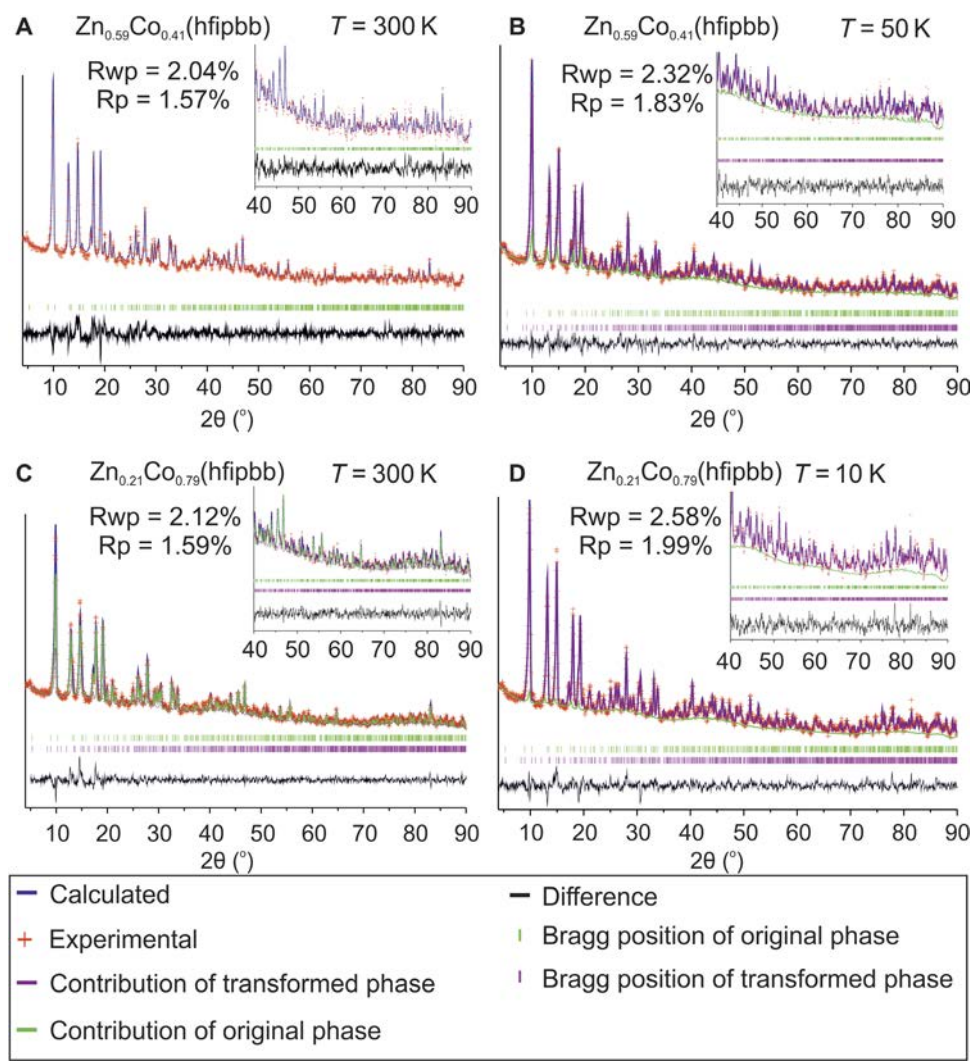 A Zn0.59Co0.41(hfipbb) T = 300 K
Rwp = 2.04%
Rp = 1.57%
40 50 60 70 80 90
10 20 30 40 50 60 70 80 90
2θ (°)
B Zn0.59Co0.41(hfipbb) T = 50 K
Rwp = 2.32%
Rp = 1.83%
40 50 60 70 80 90
10 20 30 40 50 60 70 80 90
2θ (°)
C Zn0.21Co0.79(hfipbb) T = 300 K
Rwp = 2.12%
Rp = 1.59%
40 50 60 70 80 90
10 20 30 40 50 60 70 80 90
2θ (°)
D Zn0.21Co0.79(hfipbb) T = 10 K
Rwp = 2.58%
Rp = 1.99%
40 50 60 70 80 90
10 20 30 40 50 60 70 80 90
2θ (°)
Calculated
Experimental
Contribution of transformed phase
Contribution of original phase
Difference
Bragg position of original phase
Bragg position of transformed phase